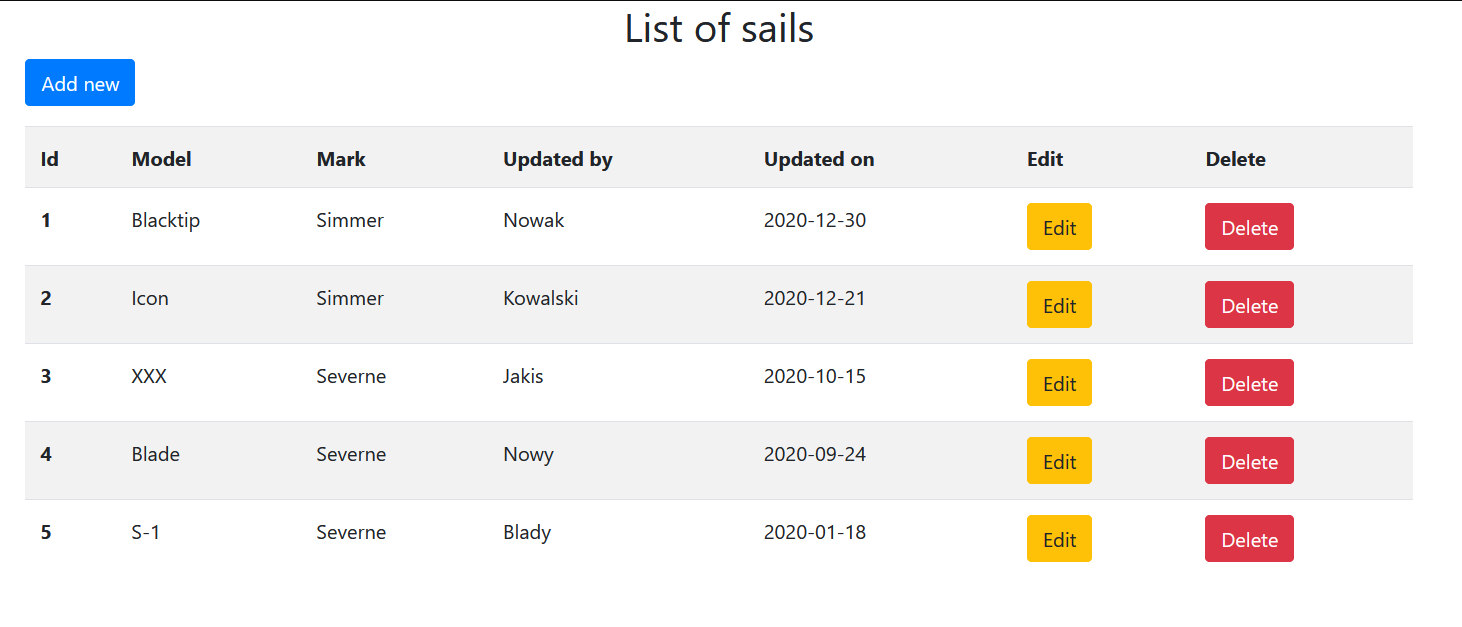 List of sails
Add new
Id Model Mark Updated by Updated on Edit Delete
1 Blacktip Simmer Nowak 2020-12-30 Edit Delete
2 Icon Simmer Kowalski 2020-12-21 Edit Delete
3 XXX Severne Jakis 2020-10-15 Edit Delete
4 Blade Severne Nowy 2020-09-24 Edit Delete
5 S-1 Severne Blady 2020-01-18 Edit Delete